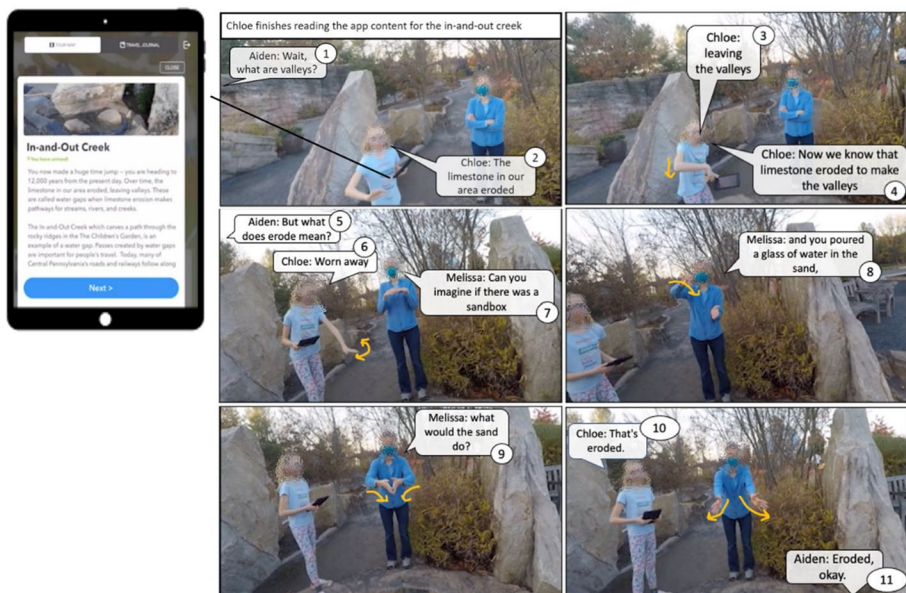 TOUR MAP
TRAVEL JOURNAL
CLOSE
In-and-Out Creek
You have arrived!
You now made a huge time jump – you are heading to
12,000 years from the present day. Over time, the
limestone in our area eroded, leaving valleys. These
are called water gaps when limestone erosion makes
pathways for streams, rivers, and creeks.
The In-and-Out Creek which carves a path through the
rocky ridges in the The Children's Garden, is an
example of a water gap. Passes created by water gaps
are important for people's travel. Today, many of
Central Pennsylvania's roads and railways follow along
Next >
Chloe finishes reading the app content for the in-and-out creek
1
Aiden: Wait,
what are valleys?
2
Chloe: The
limestone in our
area eroded
3
Chloe:
leaving
the valleys
Chloe: Now we know that
limestone eroded to make
the valleys
4
Aiden: But what
does erode mean?
5
6
Chloe: Worn away
Melissa: Can you
imagine if there was a
sandbox
7
Melissa: and you poured
a glass of water in the
sand,
8
Melissa: what
would the sand
do?
9
10
Chloe: That's
eroded.
Aiden: Eroded,
okay.
11